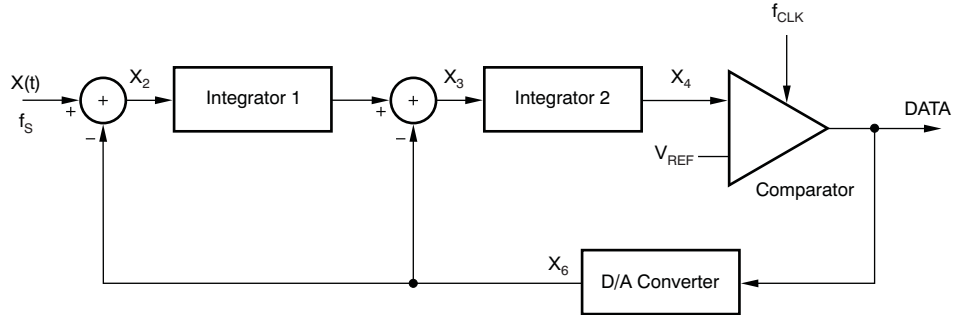 f_CLK
X(t)
f_S
+
+
−
X_2
Integrator 1
+
+
−
X_3
Integrator 2
X_4
V_REF
Comparator
DATA
X_6
D/A Converter